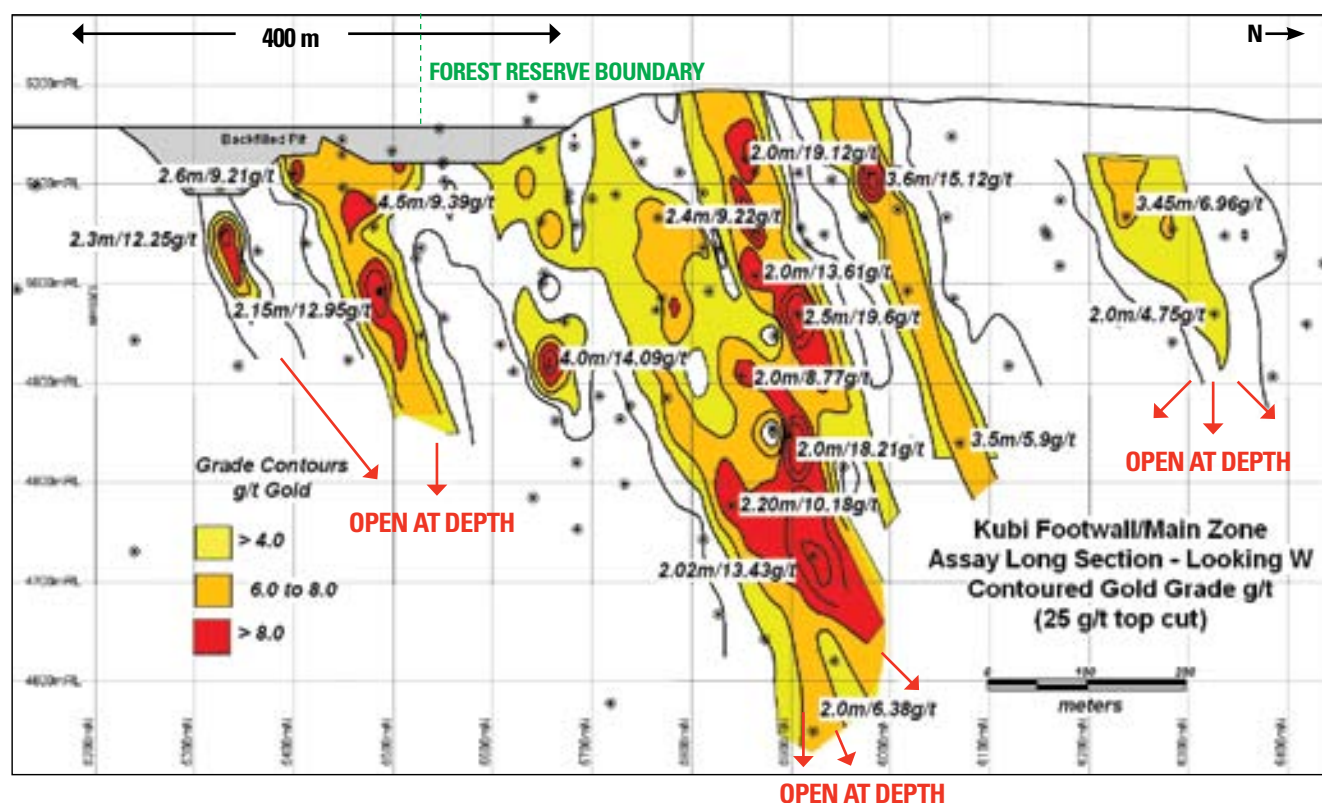 400 m
N
FOREST RESERVE BOUNDARY
Backfilled Pit
2.0m/19.12g/t
2.6m/9.21g/t
3.6m/15.12g/t
4.5m/9.39g/t
3.45m/6.96g/t
2.4m/9.22g/t
2.3m/12.25g/t
2.0m/13.61g/t
2.15m/12.95g/t
2.5m/19.6g/t
2.0m/4.75g/t
4.0m/14.09g/t
2.0m/8.77g/t
3.5m/5.9g/t
2.0m/18.21g/t
OPEN AT DEPTH
Grade Contours
g/t Gold
> 4.0
6.0 to 8.0
> 8.0
2.20m/10.18g/t
OPEN AT DEPTH
2.02m/13.43g/t
Kubi Footwall/Main Zone
Assay Long Section - Looking W
Contoured Gold Grade g/t
(25 g/t top cut)
0 100 200
meters
2.0m/6.38g/t
OPEN AT DEPTH